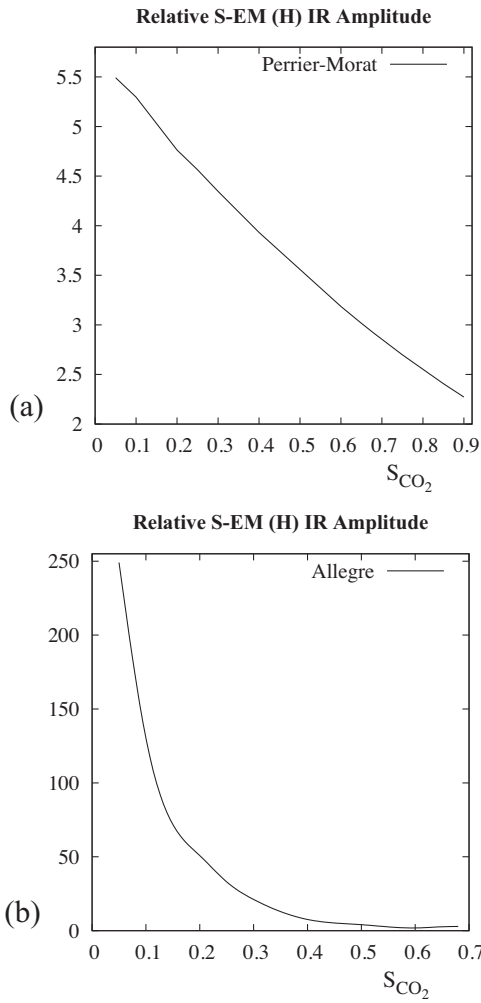 Relative S-EM (H) IR Amplitude
Perrier-Morat
5.5
5
4.5
4
3.5
3
2.5
2
(a)
0 0.1 0.2 0.3 0.4 0.5 0.6 0.7 0.8 0.9
S_CO2
Relative S-EM (H) IR Amplitude
Allegre
250
200
150
100
50
0
(b)
0 0.1 0.2 0.3 0.4 0.5 0.6 0.7
S_CO2